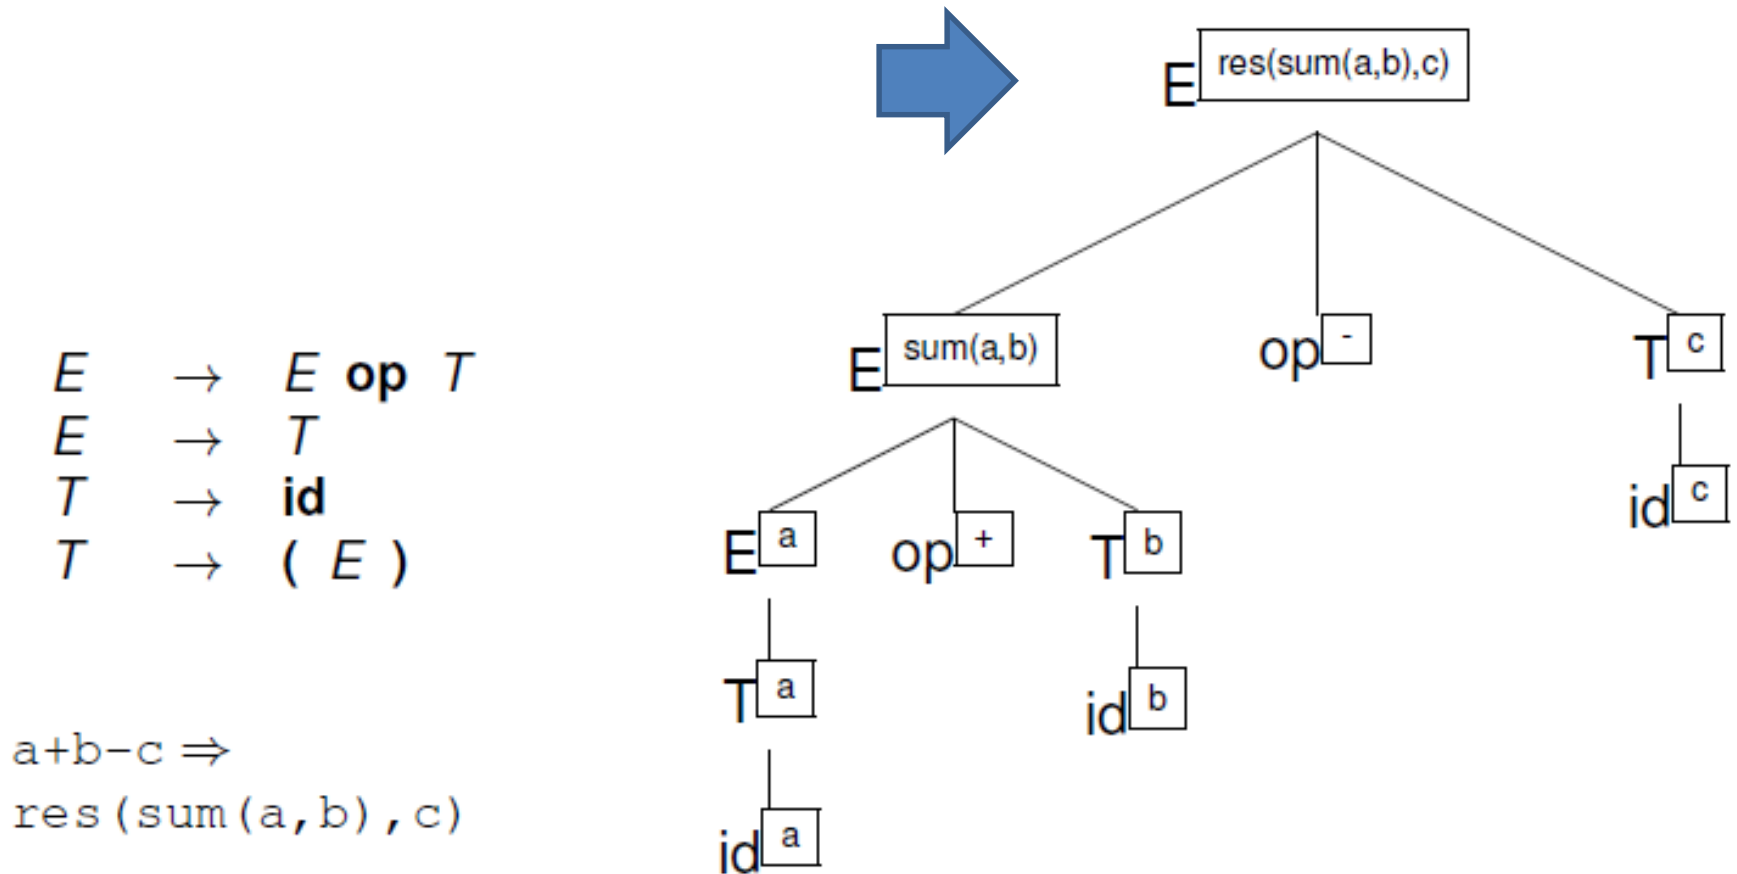 E → E op T
E → T
T → id
T → ( E )
a+b-c ⇒
res(sum(a,b),c)
E res(sum(a,b),c)
E sum(a,b) op - T c
E a op + T b id c
T a id b
id a